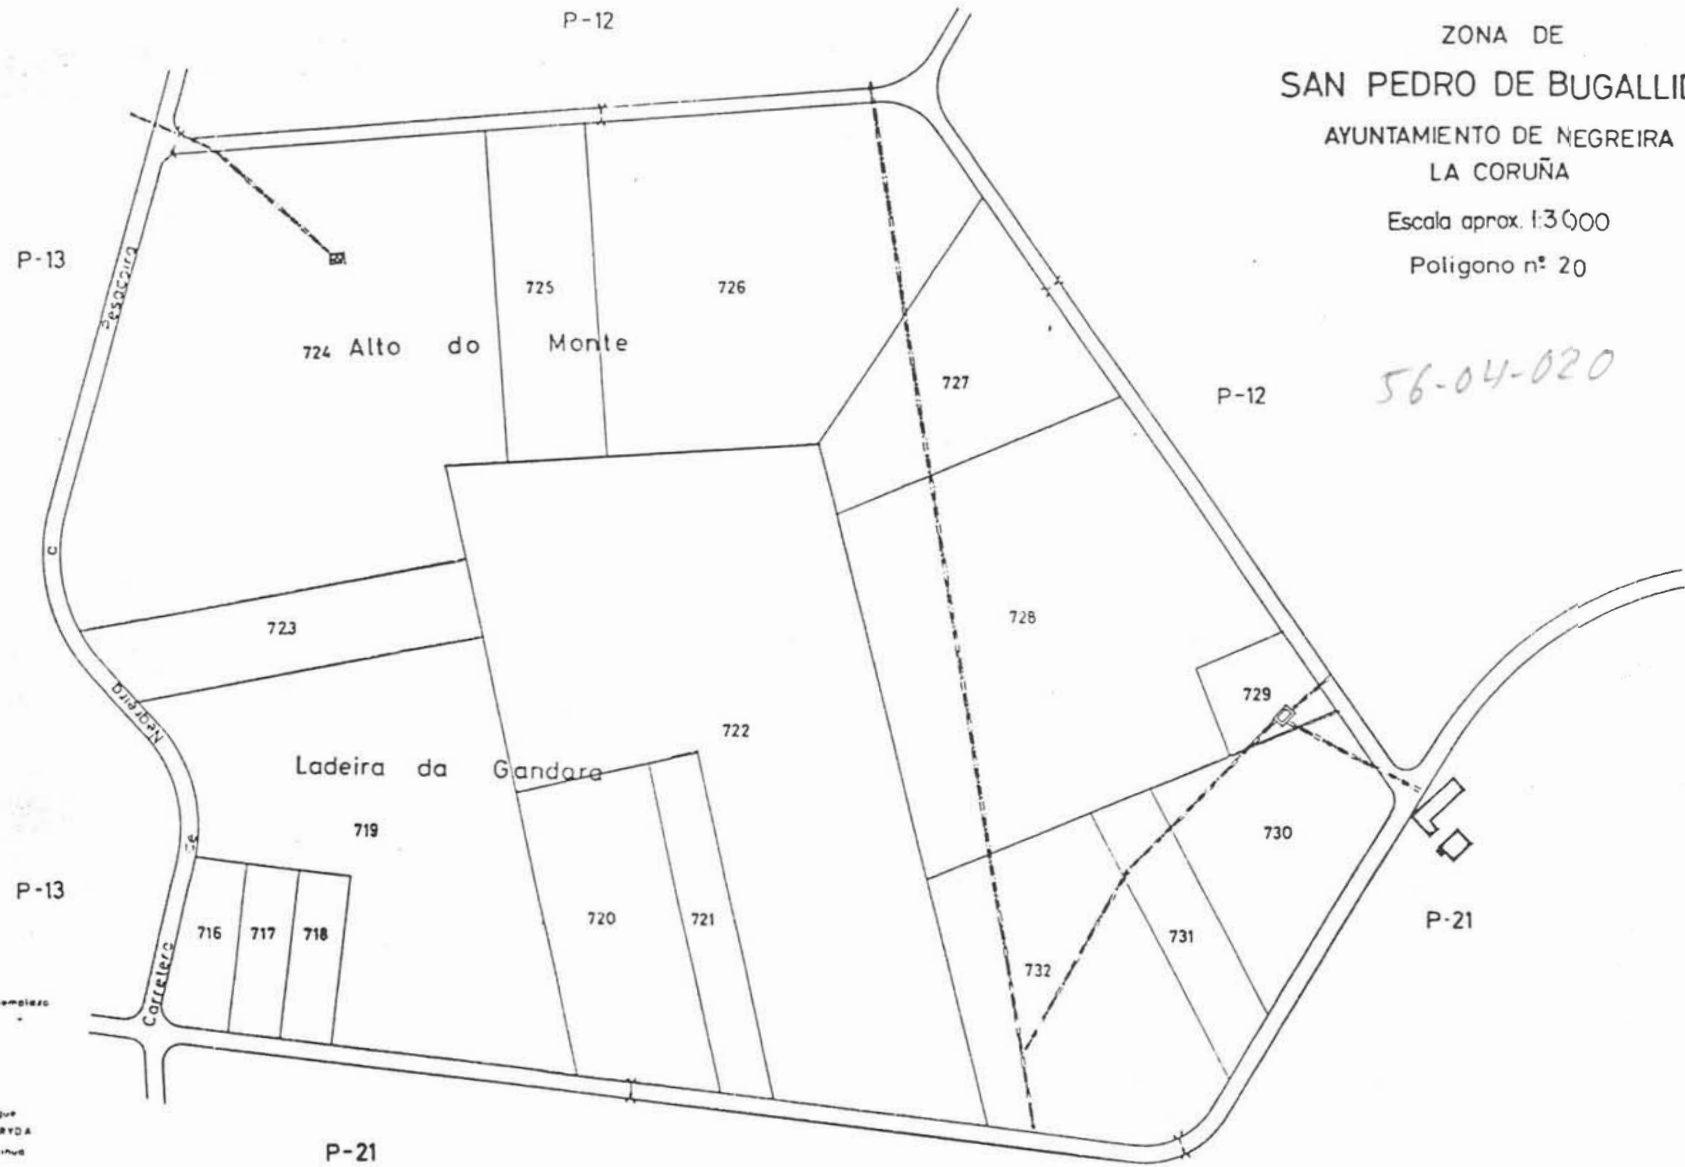 P-12
ZONA DE
SAN PEDRO DE BUGALLID
AYUNTAMIENTO DE NEGREIRA
LA CORUÑA
Escala aprox. 1:3000
Poligono nº 20
56-04-020
P-13
725
726
724 Alto do Monte
727
P-12
723
728
729
722
Ladeira da Gandara
719
730
P-13
716
717
718
720
721
731
732
P-21
Carretera de Negreira a Pesadoira
P-21